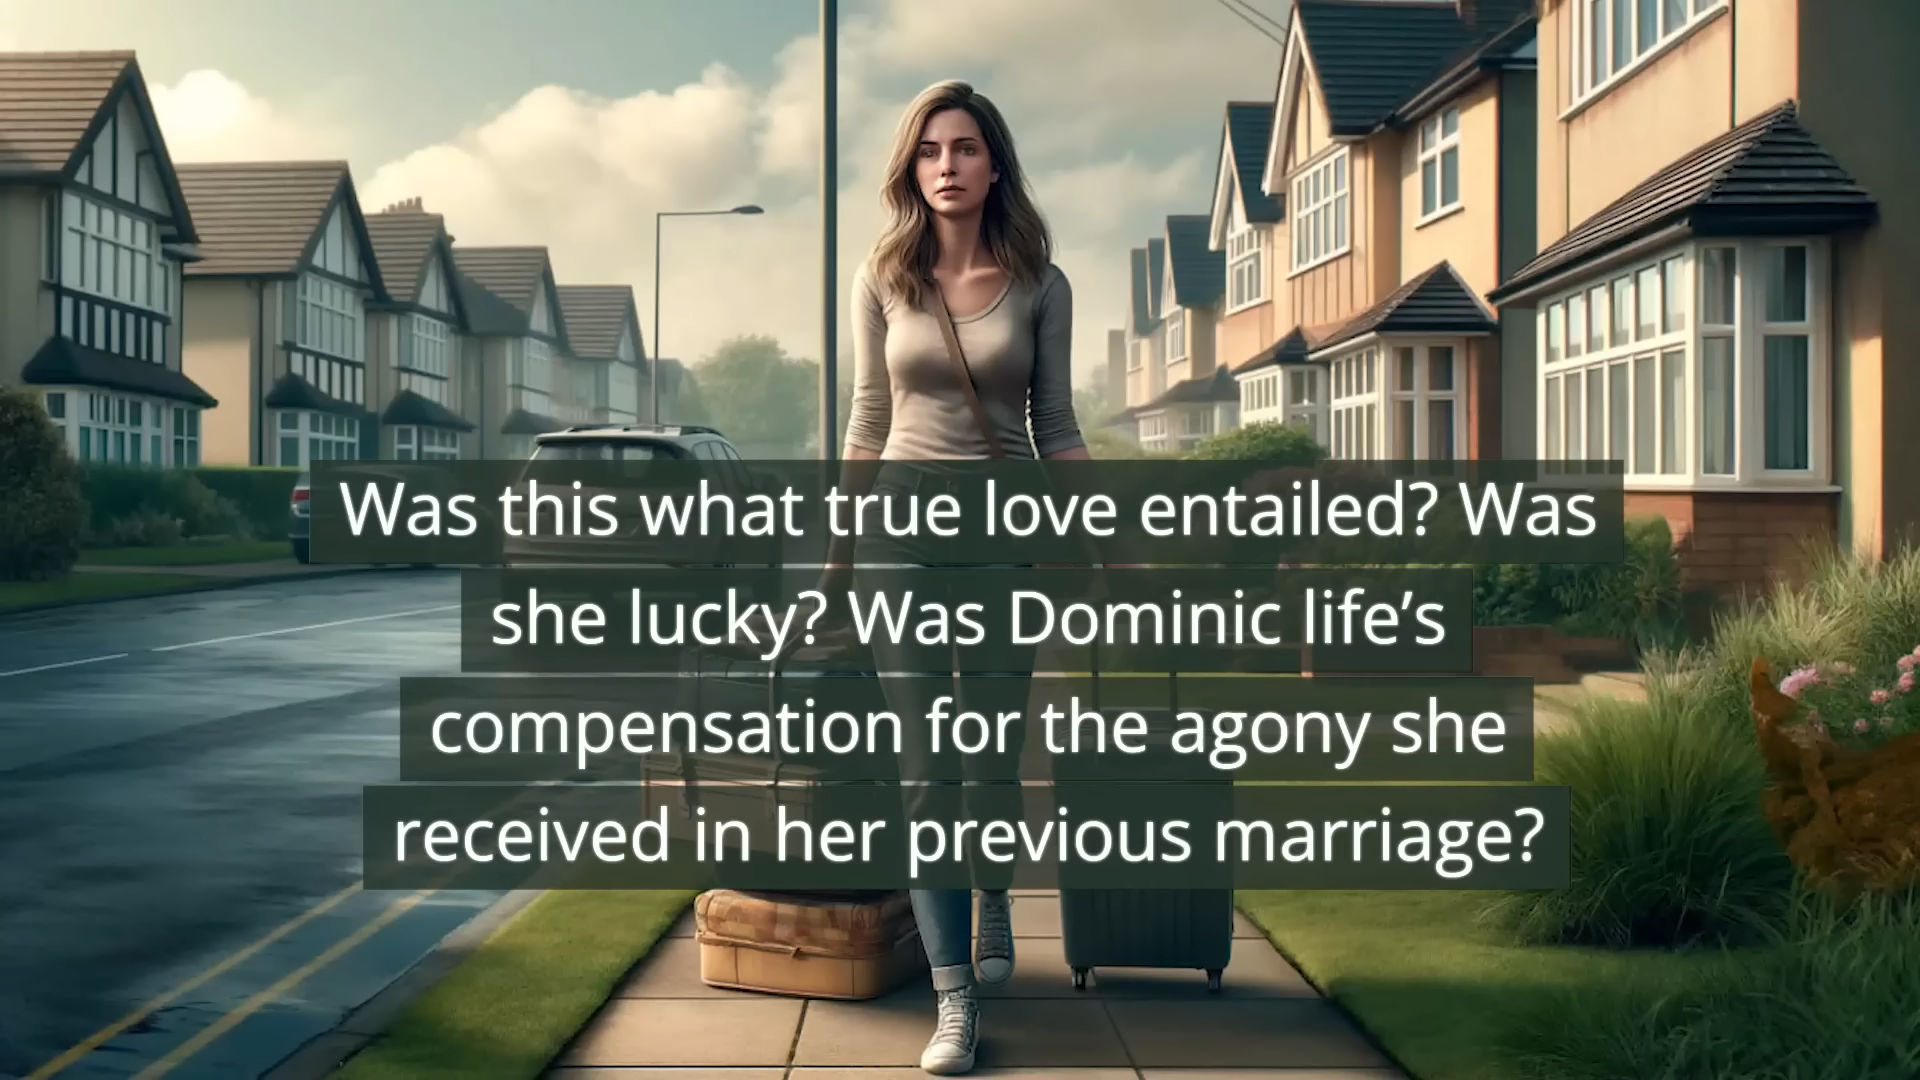 Was this what true love entailed? Was
she lucky? Was Dominic life’s
compensation for the agony she
received in her previous marriage?